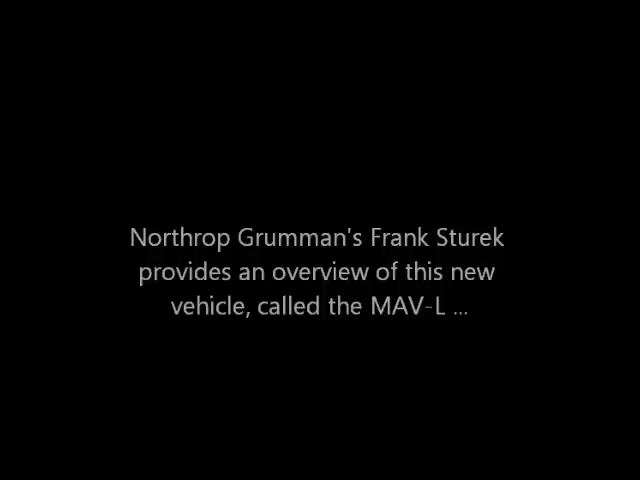 Northrop Grumman's Frank Sturek
provides an overview of this new
vehicle, called the MAV-L ...